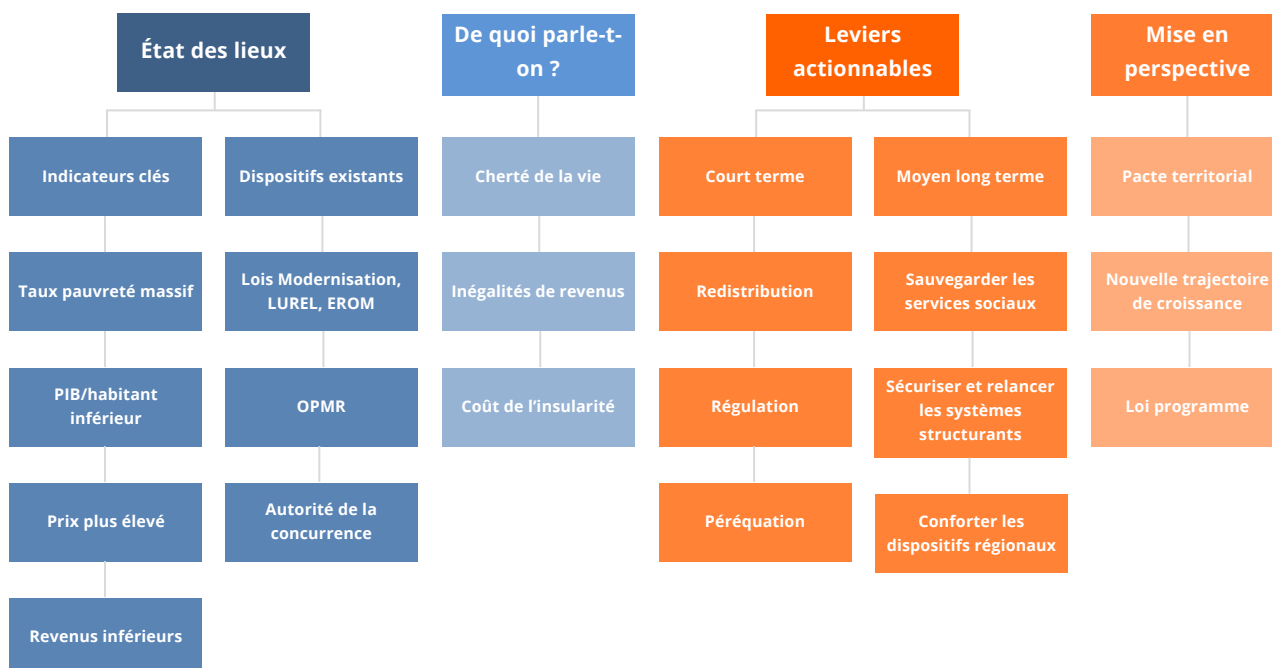 État des lieux
Indicateurs clés
Taux pauvreté massif
PIB/habitant
inférieur
Prix plus élevé
Revenus inférieurs
Dispositifs existants
Lois Modernisation,
LUREL, EROM
OPMR
Autorité de la
concurrence
De quoi parle-t-
on ?
Cherté de la vie
Inégalités de revenus
Coût de l'insularité
Leviers
actionnables
Court terme
Redistribution
Régulation
Péréquation
Moyen long terme
Sauvegarder les
services sociaux
Sécuriser et relancer
les systèmes
structurants
Conforter les
dispositifs régionaux
Mise en
perspective
Pacte territorial
Nouvelle trajectoire
de croissance
Loi programme